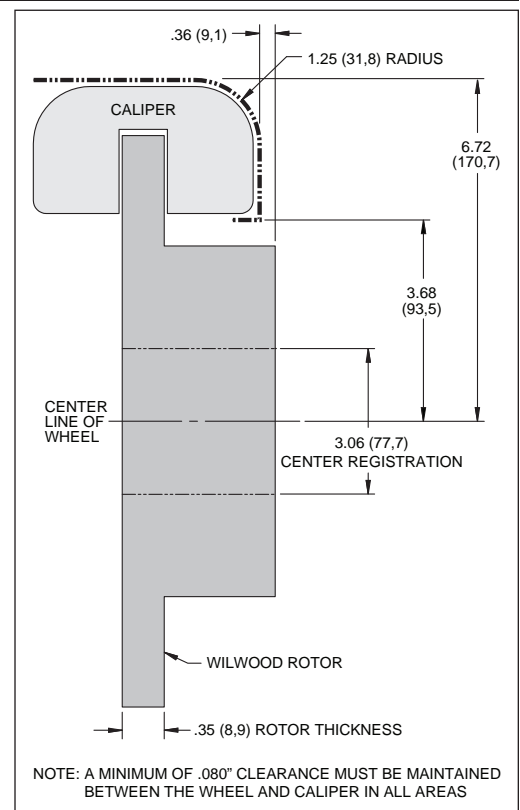 .36 (9,1)
1.25 (31,8) RADIUS
CALIPER
6.72
(170,7)
3.68
(93,5)
CENTER
LINE OF
WHEEL
3.06 (77,7)
CENTER REGISTRATION
WILWOOD ROTOR
.35 (8,9) ROTOR THICKNESS
NOTE: A MINIMUM OF .080" CLEARANCE MUST BE MAINTAINED
BETWEEN THE WHEEL AND CALIPER IN ALL AREAS